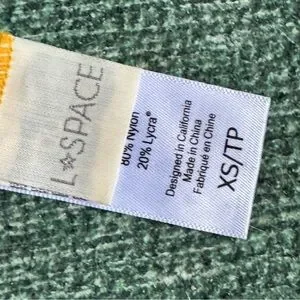 L☆SPACE
80% Nylon
20% Lycra®
Designed in California
Made in China
Fabriqué en Chine
XS/TP